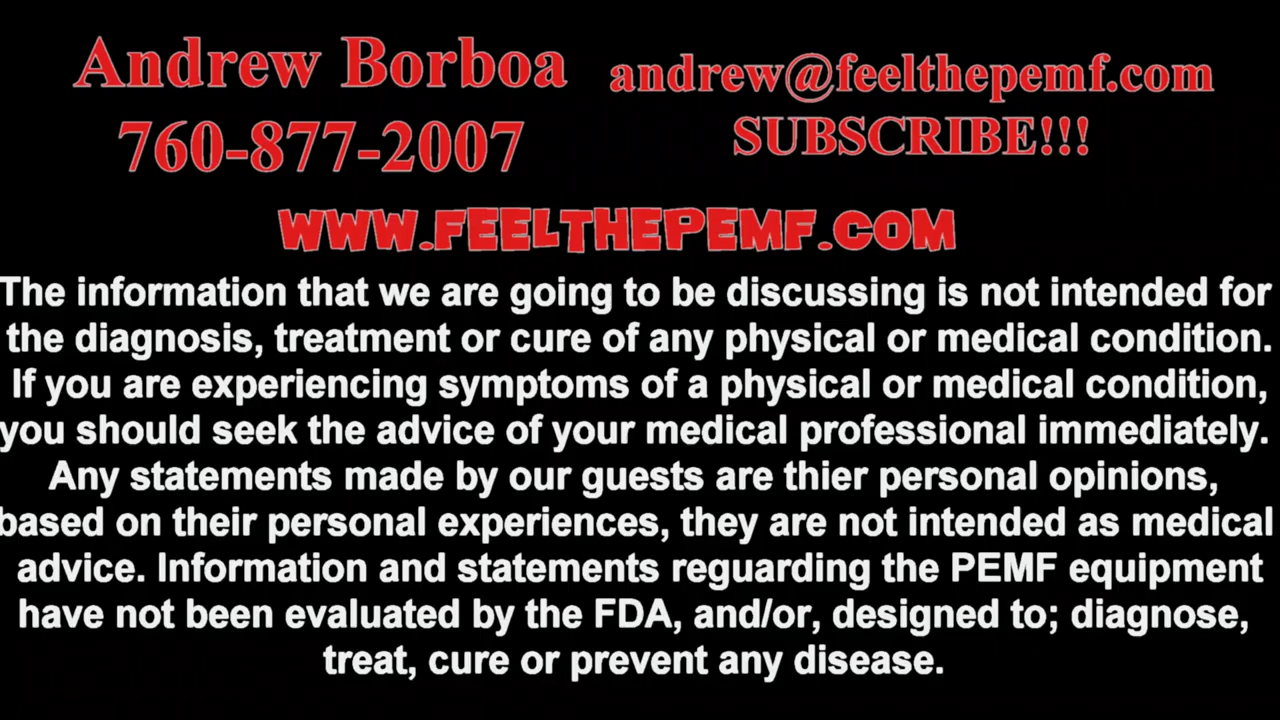 Andrew Borboa
760-877-2007
andrew@feelthepemf.com
SUBSCRIBE!!!
WWW.FEELTHEPEMF.COM
The information that we are going to be discussing is not intended for
the diagnosis, treatment or cure of any physical or medical condition.
If you are experiencing symptoms of a physical or medical condition,
you should seek the advice of your medical professional immediately.
Any statements made by our guests are thier personal opinions,
based on their personal experiences, they are not intended as medical
advice. Information and statements reguarding the PEMF equipment
have not been evaluated by the FDA, and/or, designed to; diagnose,
treat, cure or prevent any disease.